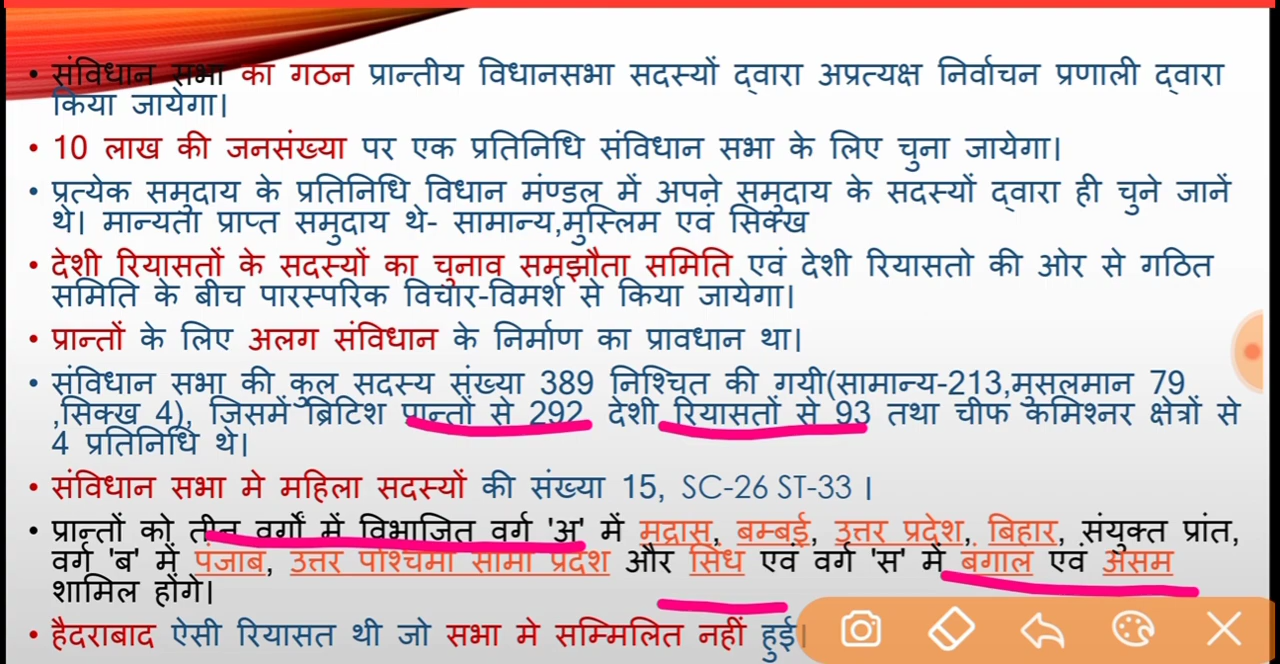 • संविधान सभा का गठन प्रान्तीय विधानसभा सदस्यों द्वारा अप्रत्यक्ष निर्वाचन प्रणाली द्वारा
किया जायेगा।
• 10 लाख की जनसंख्या पर एक प्रतिनिधि संविधान सभा के लिए चुना जायेगा।
• प्रत्येक समुदाय के प्रतिनिधि विधान मंण्डल में अपने समुदाय के सदस्यों द्वारा ही चुने जानें
थे। मान्यता प्राप्त समुदाय थे- सामान्य,मुस्लिम एवं सिक्ख
• देशी रियासतों के सदस्यों का चुनाव समझौता समिति एवं देशी रियासतो की ओर से गठित
समिति के बीच पारस्परिक विचार-विमर्श से किया जायेगा।
• प्रान्तों के लिए अलग संविधान के निर्माण का प्रावधान था।
• संविधान सभा की कुल सदस्य संख्या 389 निश्चित की गयी(सामान्य-213,मुसलमान 79
,सिक्ख 4), जिसमें ब्रिटिश प्रान्तों से 292 देशी रियासतों से 93 तथा चीफ कमिश्नर क्षेत्रों से
4 प्रतिनिधि थे।
• संविधान सभा मे महिला सदस्यों की संख्या 15, SC-26 ST-33 ।
• प्रान्तों को तीन वर्गों में विभाजित वर्ग 'अ' में मद्रास, बम्बई, उत्तर प्रदेश, बिहार, संयुक्त प्रांत,
वर्ग 'ब' में पंजाब, उत्तर पश्चिमी सीमा प्रदेश और सिंध एवं वर्ग 'स' में बंगाल एवं असम
शामिल होंगे।
• हैदराबाद ऐसी रियासत थी जो सभा मे सम्मिलित नहीं हुई।